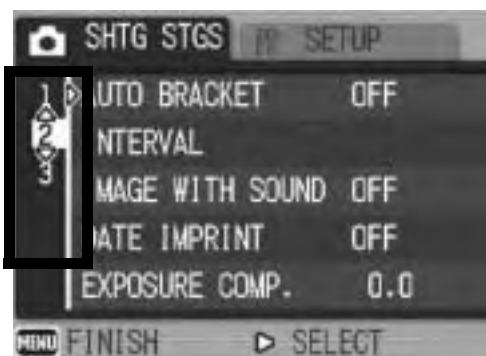 SHTG STGS SETUP
1 AUTO BRACKET OFF
2 NTERVAL
3 MAGE WITH SOUND OFF
ATE IMPRINT OFF
EXPOSURE COMP. 0.0
MENU FINISH SELECT